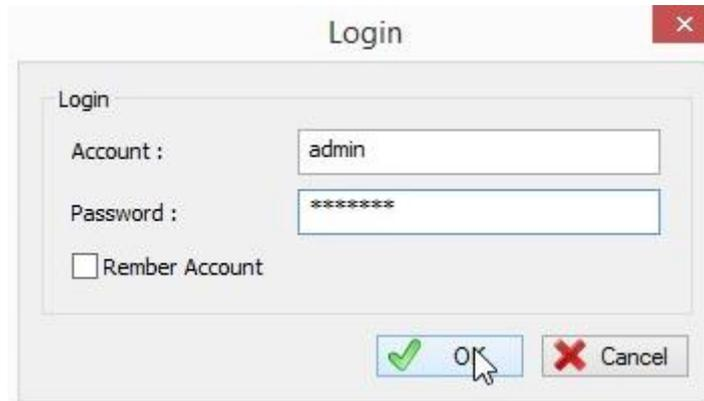 Login
Login
Account :
admin
Password :
*******
Rember Account
OK
Cancel